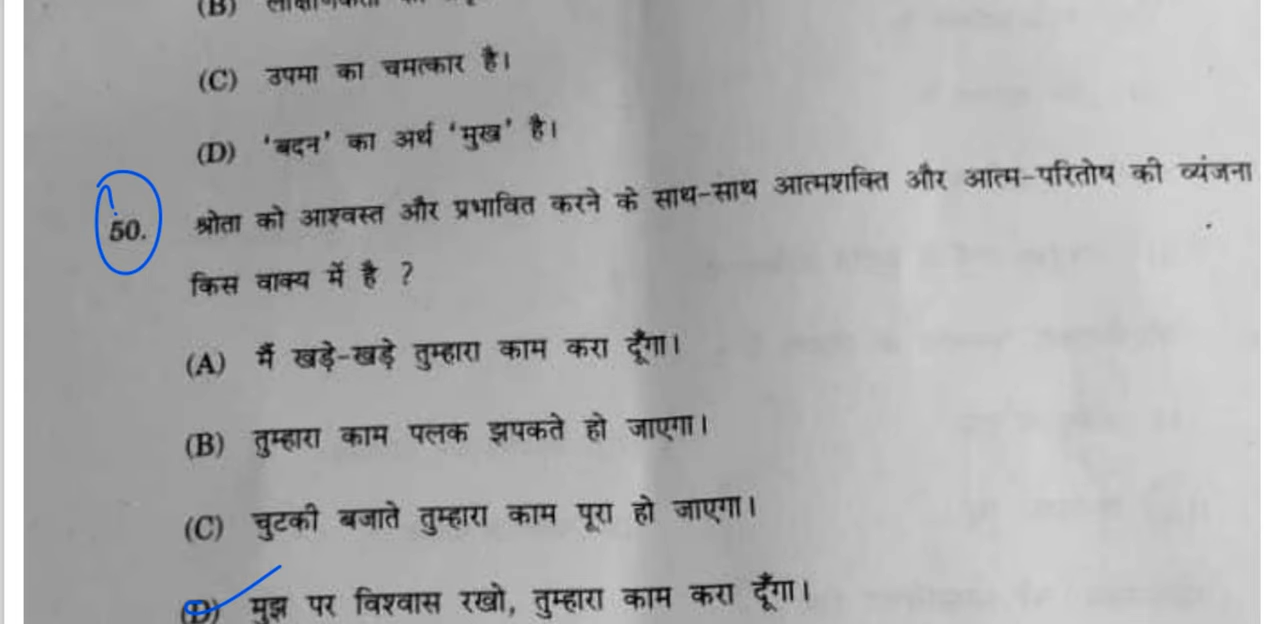 (B)
(C) उपमा का चमत्कार है।
(D) 'बदन' का अर्थ 'मुख' है।
50. श्रोता को आश्वस्त और प्रभावित करने के साथ-साथ आत्मशक्ति और आत्म-परितोष की व्यंजना
किस वाक्य में है ?
(A) मैं खड़े-खड़े तुम्हारा काम करा दूँगा।
(B) तुम्हारा काम पलक झपकते हो जाएगा।
(C) चुटकी बजाते तुम्हारा काम पूरा हो जाएगा।
(D) मुझ पर विश्वास रखो, तुम्हारा काम करा दूँगा।